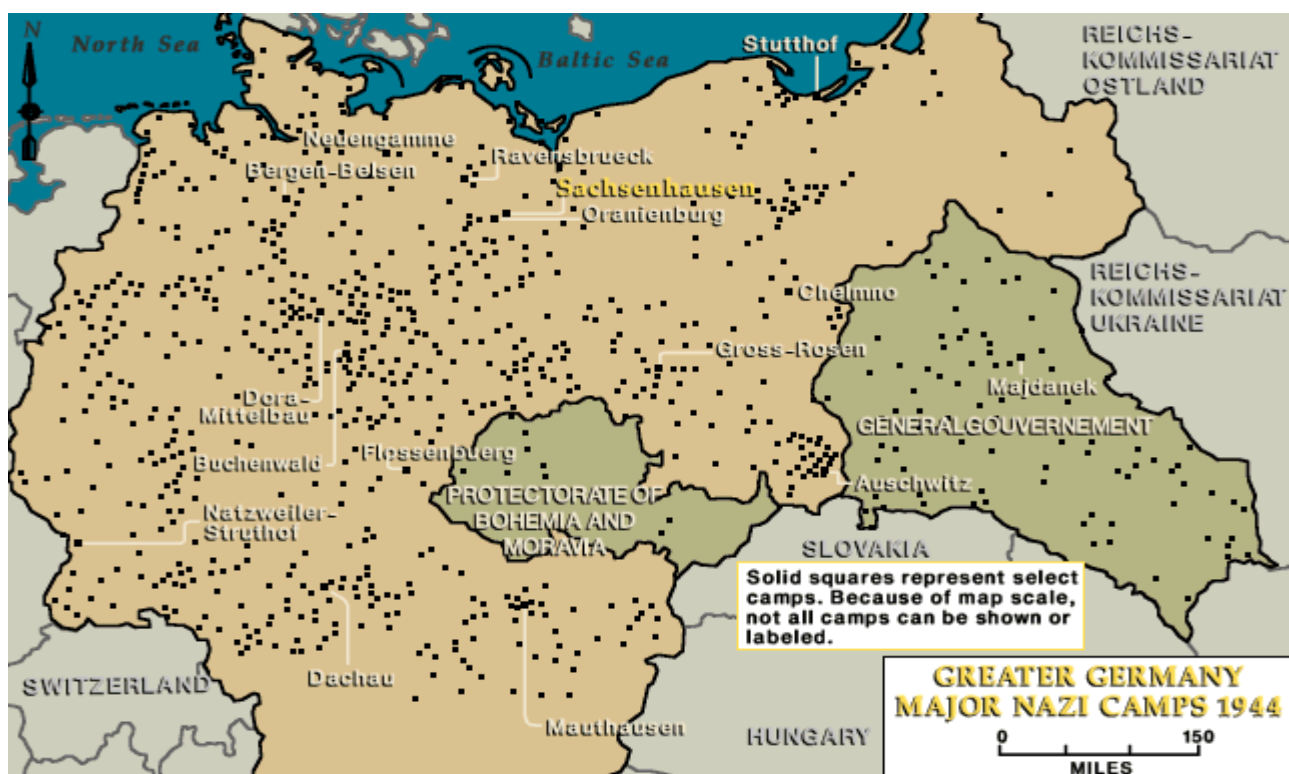 N
North Sea
Baltic Sea
Stutthof
REICHS-
KOMMISSARIAT
OSTLAND
Neuengamme
Bergen-Belsen
Ravensbrueck
Sachsenhausen
Oranienburg
Chelmno
REICHS-
KOMMISSARIAT
UKRAINE
Gross-Rosen
Majdanek
Dora-
Mittelbau
GENERALGOUVERNEMENT
Buchenwald
Flossenbuerg
Auschwitz
PROTECTORATE OF
BOHEMIA AND
MORAVIA
Natzweiler-
Struthof
SLOVAKIA
Solid squares represent select
camps. Because of map scale,
not all camps can be shown or
labeled.
SWITZERLAND
Dachau
Mauthausen
HUNGARY
GREATER GERMANY
MAJOR NAZI CAMPS 1944
0 150
MILES